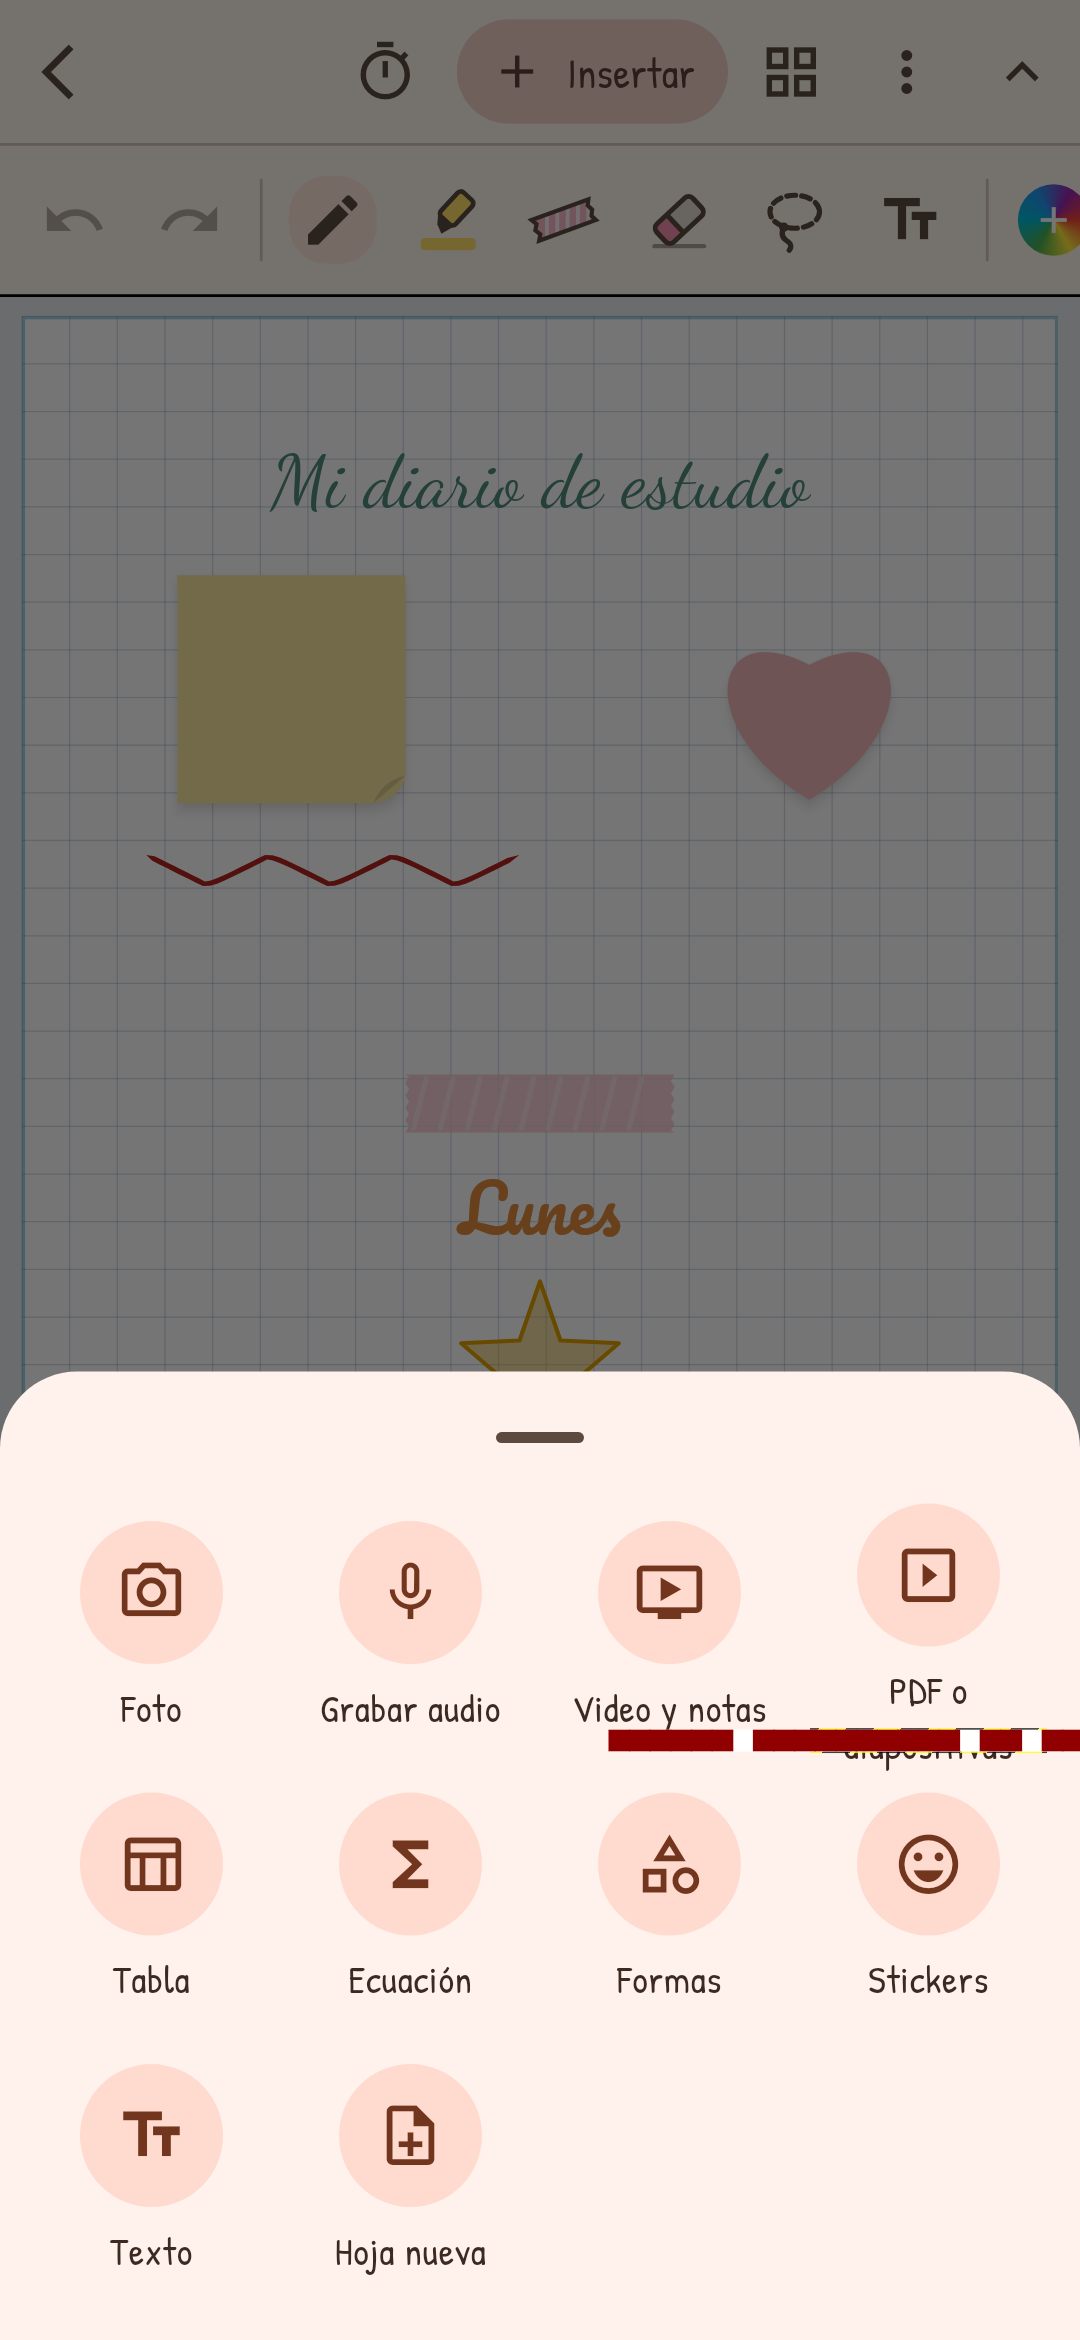 Insertar
Mi diario de estudio
Lunes
Foto
Grabar audio
Video y notas
PDF o
diapositivas
Tabla
Ecuación
Formas
Stickers
Texto
Hoja nueva